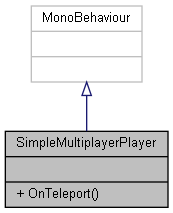 MonoBehaviour
SimpleMultiplayerPlayer
+ OnTeleport()